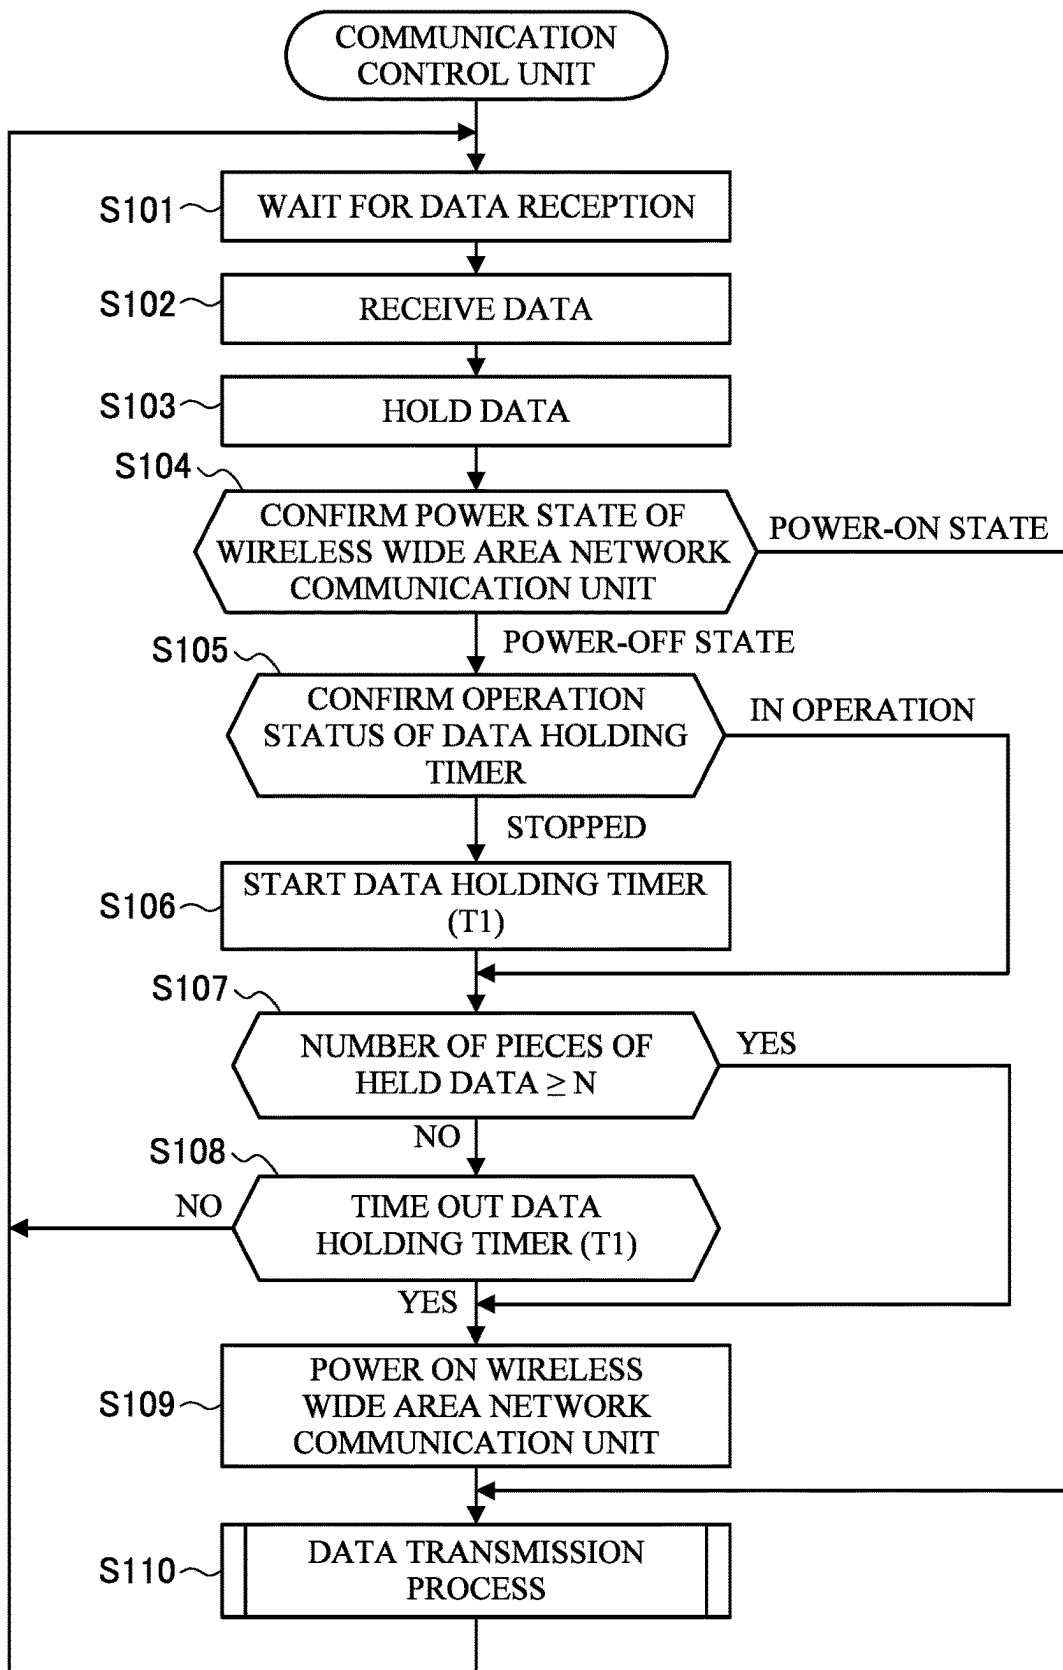 COMMUNICATION
CONTROL UNIT
S101
WAIT FOR DATA RECEPTION
S102
RECEIVE DATA
S103
HOLD DATA
S104
CONFIRM POWER STATE OF
WIRELESS WIDE AREA NETWORK
COMMUNICATION UNIT
POWER-ON STATE
POWER-OFF STATE
S105
CONFIRM OPERATION
STATUS OF DATA HOLDING
TIMER
IN OPERATION
STOPPED
S106
START DATA HOLDING TIMER
(T1)
S107
NUMBER OF PIECES OF
HELD DATA ≥ N
YES
NO
S108
TIME OUT DATA
HOLDING TIMER (T1)
NO
YES
S109
POWER ON WIRELESS
WIDE AREA NETWORK
COMMUNICATION UNIT
S110
DATA TRANSMISSION
PROCESS